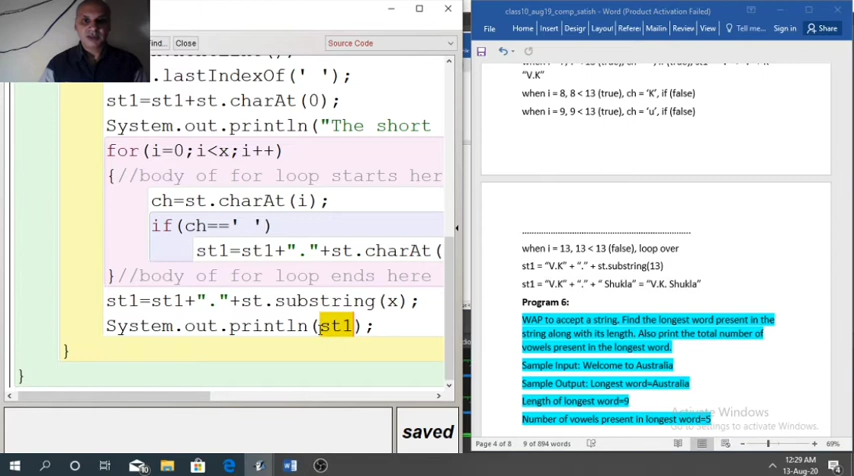 class10_aug19_comp_satish - Word (Product Activation Failed)
File Home Insert Design Layout Referen Mailin Review View Tell me... Sign in Share
Find... Close
Source Code
.lastIndexOf(' ');
st1=st1+st.charAt(0);
System.out.println("The short
for(i=0;i<x;i++)
{//body of for loop starts her
ch=st.charAt(i);
if(ch==' ')
st1=st1+"."+st.charAt(
}//body of for loop ends here
st1=st1+"."+st.substring(x);
System.out.println(st1);
}
}
saved
"V.K"
when i = 8, 8 < 13 (true), ch = 'K', if (false)
when i = 9, 9 < 13 (true), ch = 'u', if (false)
when i = 13, 13 < 13 (false), loop over
st1 = "V.K" + "." + st.substring(13)
st1 = "V.K" + "." + " Shukla" = "V.K. Shukla"
Program 6:
WAP to accept a string. Find the longest word present in the
string along with its length. Also print the total number of
vowels present in the longest word.
Sample Input: Welcome to Australia
Sample Output: Longest word=Australia
Length of longest word=9
Number of vowels present in longest word=5
Activate Windows
Go to Settings to activate Windows.
Page 4 of 8 9 of 894 words 69%
12:29 AM
13-Aug-20